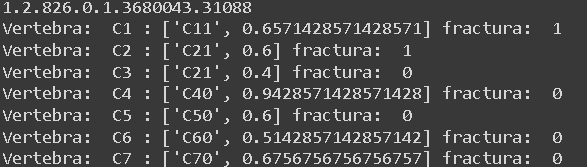 1.2.826.0.1.3680043.31088
Vertebra:  C1 : ['C11', 0.6571428571428571] fractura:  1
Vertebra:  C2 : ['C21', 0.6] fractura:  1
Vertebra:  C3 : ['C21', 0.4] fractura:  0
Vertebra:  C4 : ['C40', 0.9428571428571428] fractura:  0
Vertebra:  C5 : ['C50', 0.6] fractura:  0
Vertebra:  C6 : ['C60', 0.5142857142857142] fractura:  0
Vertebra:  C7 : ['C70', 0.6756756756756757] fractura:  0